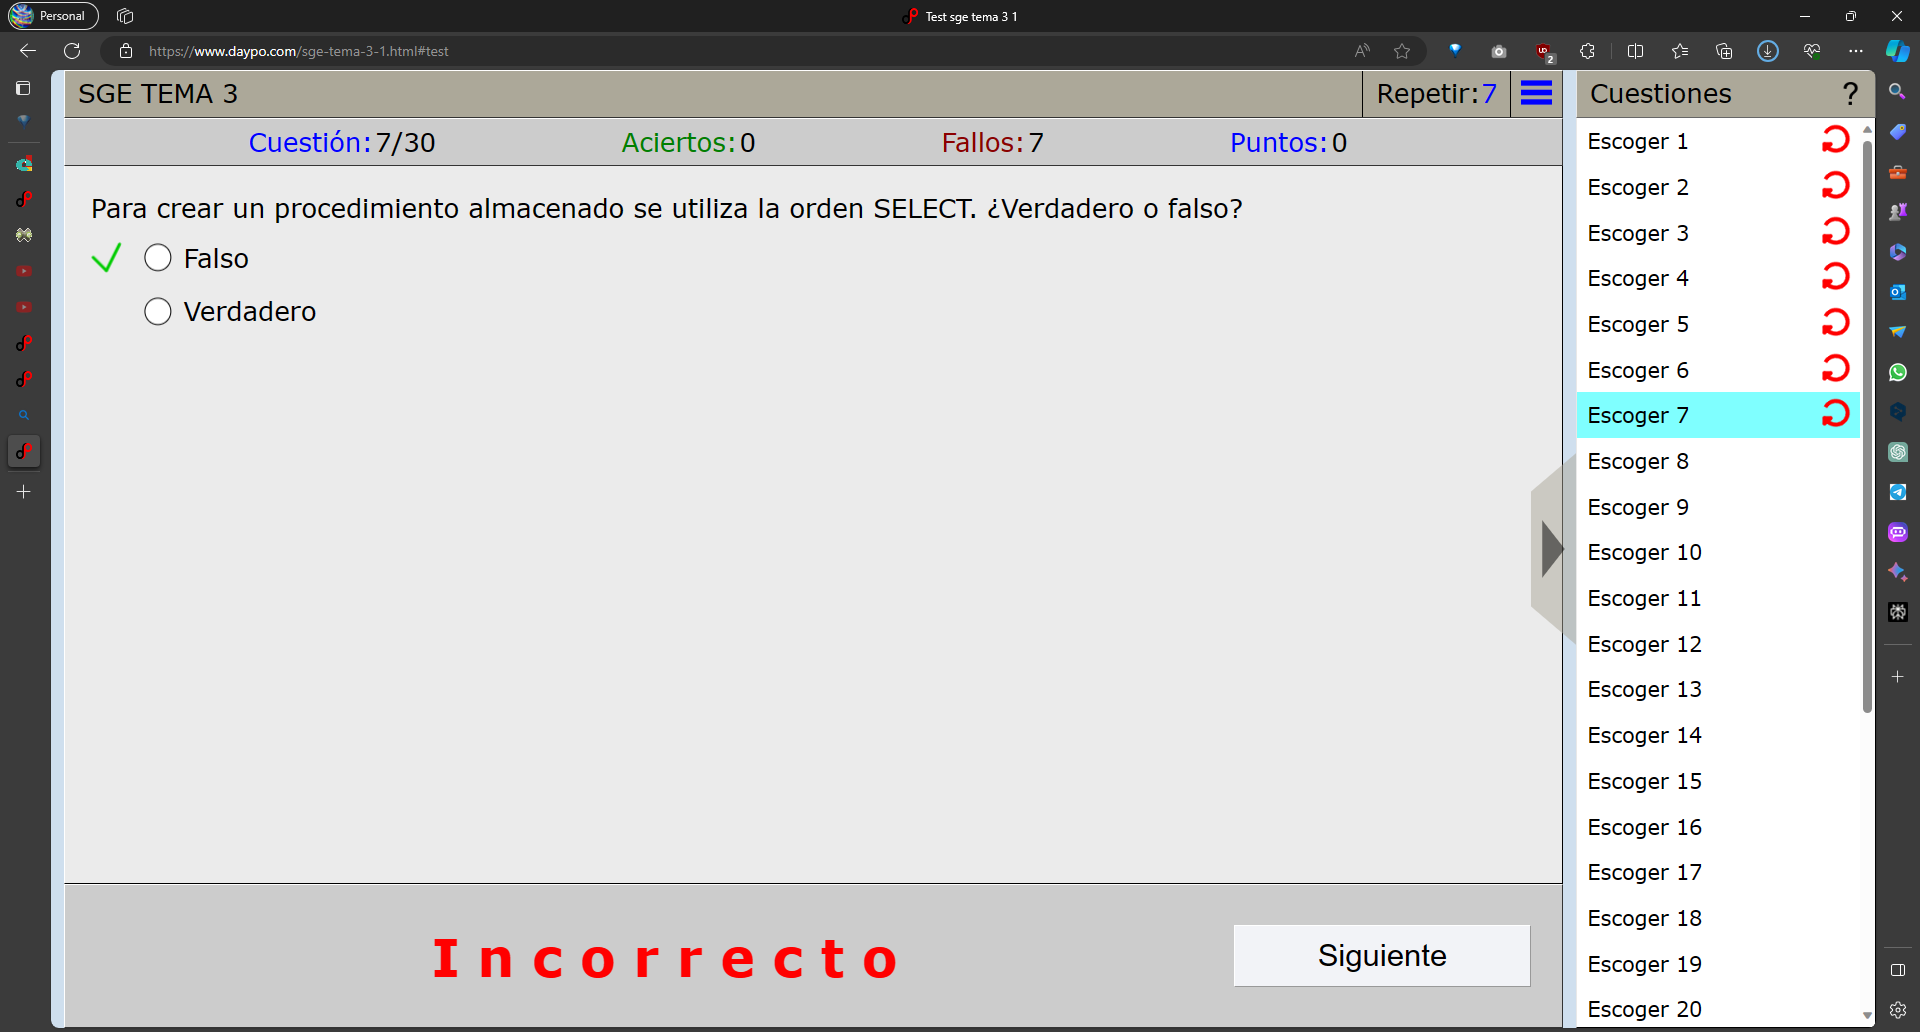 Personal
Test sge tema 3 1
https://www.daypo.com/sge-tema-3-1.html#test
SGE TEMA 3
Repetir:7
Cuestión:7/30
Aciertos:0
Fallos:7
Puntos:0
Para crear un procedimiento almacenado se utiliza la orden SELECT. ¿Verdadero o falso?
Falso
Verdadero
Incorrecto
Siguiente
Cuestiones
?
Escoger 1
Escoger 2
Escoger 3
Escoger 4
Escoger 5
Escoger 6
Escoger 7
Escoger 8
Escoger 9
Escoger 10
Escoger 11
Escoger 12
Escoger 13
Escoger 14
Escoger 15
Escoger 16
Escoger 17
Escoger 18
Escoger 19
Escoger 20
2